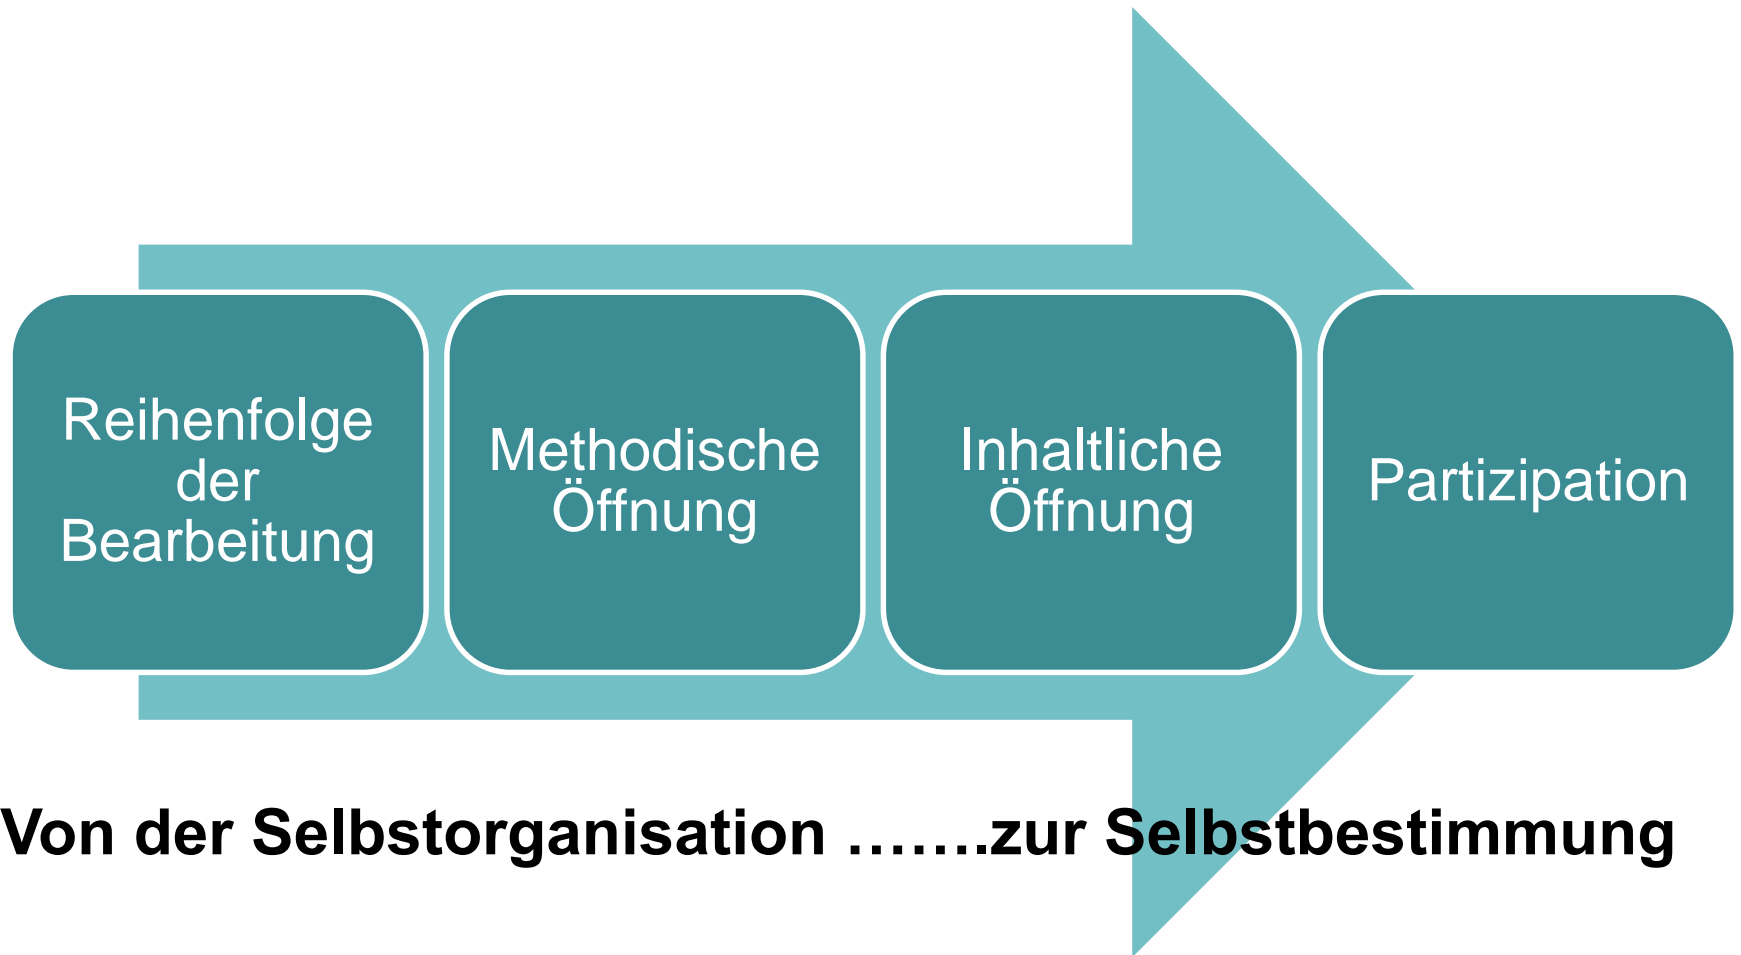 Reihenfolge
der
Bearbeitung
Methodische
Öffnung
Inhaltliche
Öffnung
Partizipation
Von der Selbstorganisation …….zur Selbstbestimmung